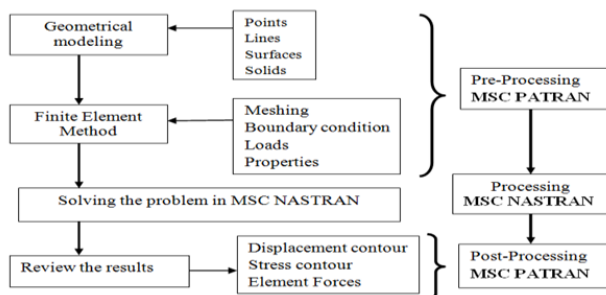 Geometrical
modeling
Points
Lines
Surfaces
Solids
Finite Element
Method
Meshing
Boundary condition
Loads
Properties
Pre-Processing
MSC PATRAN
Solving the problem in MSC NASTRAN
Processing
MSC NASTRAN
Review the results
Displacement contour
Stress contour
Element Forces
Post-Processing
MSC PATRAN